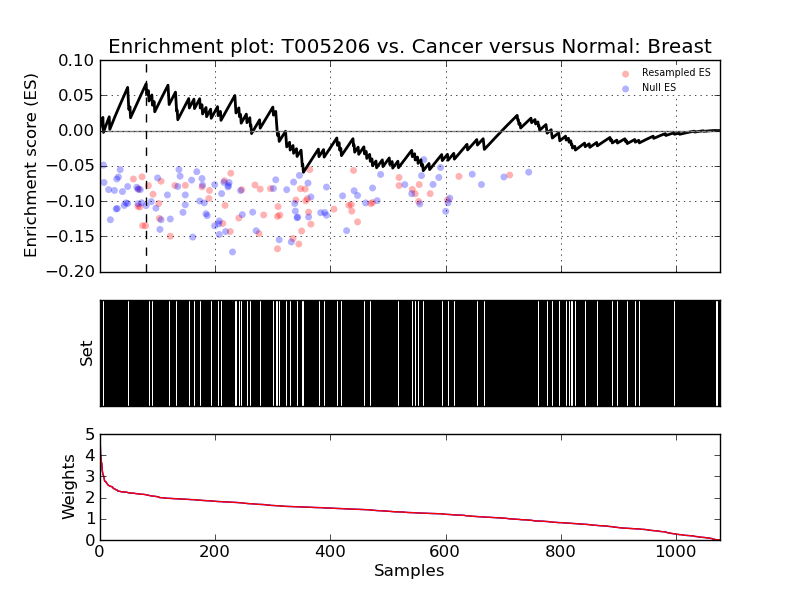 Enrichment plot: T005206 vs. Cancer versus Normal: Breast
0.10
0.05
0.00
−0.05
−0.10
−0.15
−0.20
Enrichment score (ES)
Resampled ES
Null ES
Set
5
4
3
2
1
0
Weights
0 200 400 600 800 1000
Samples